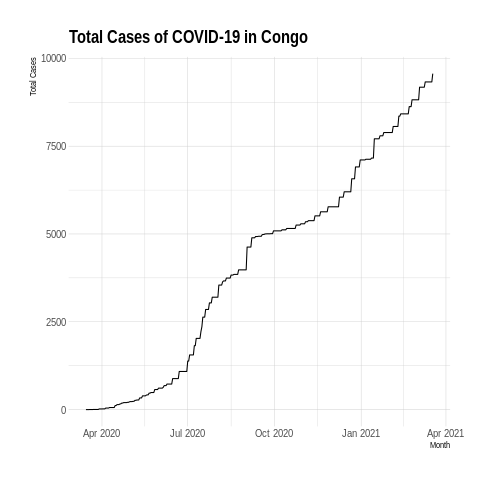 Total Cases of COVID-19 in Congo
Total Cases
10000
7500
5000
2500
0
Apr 2020 Jul 2020 Oct 2020 Jan 2021 Apr 2021
Month